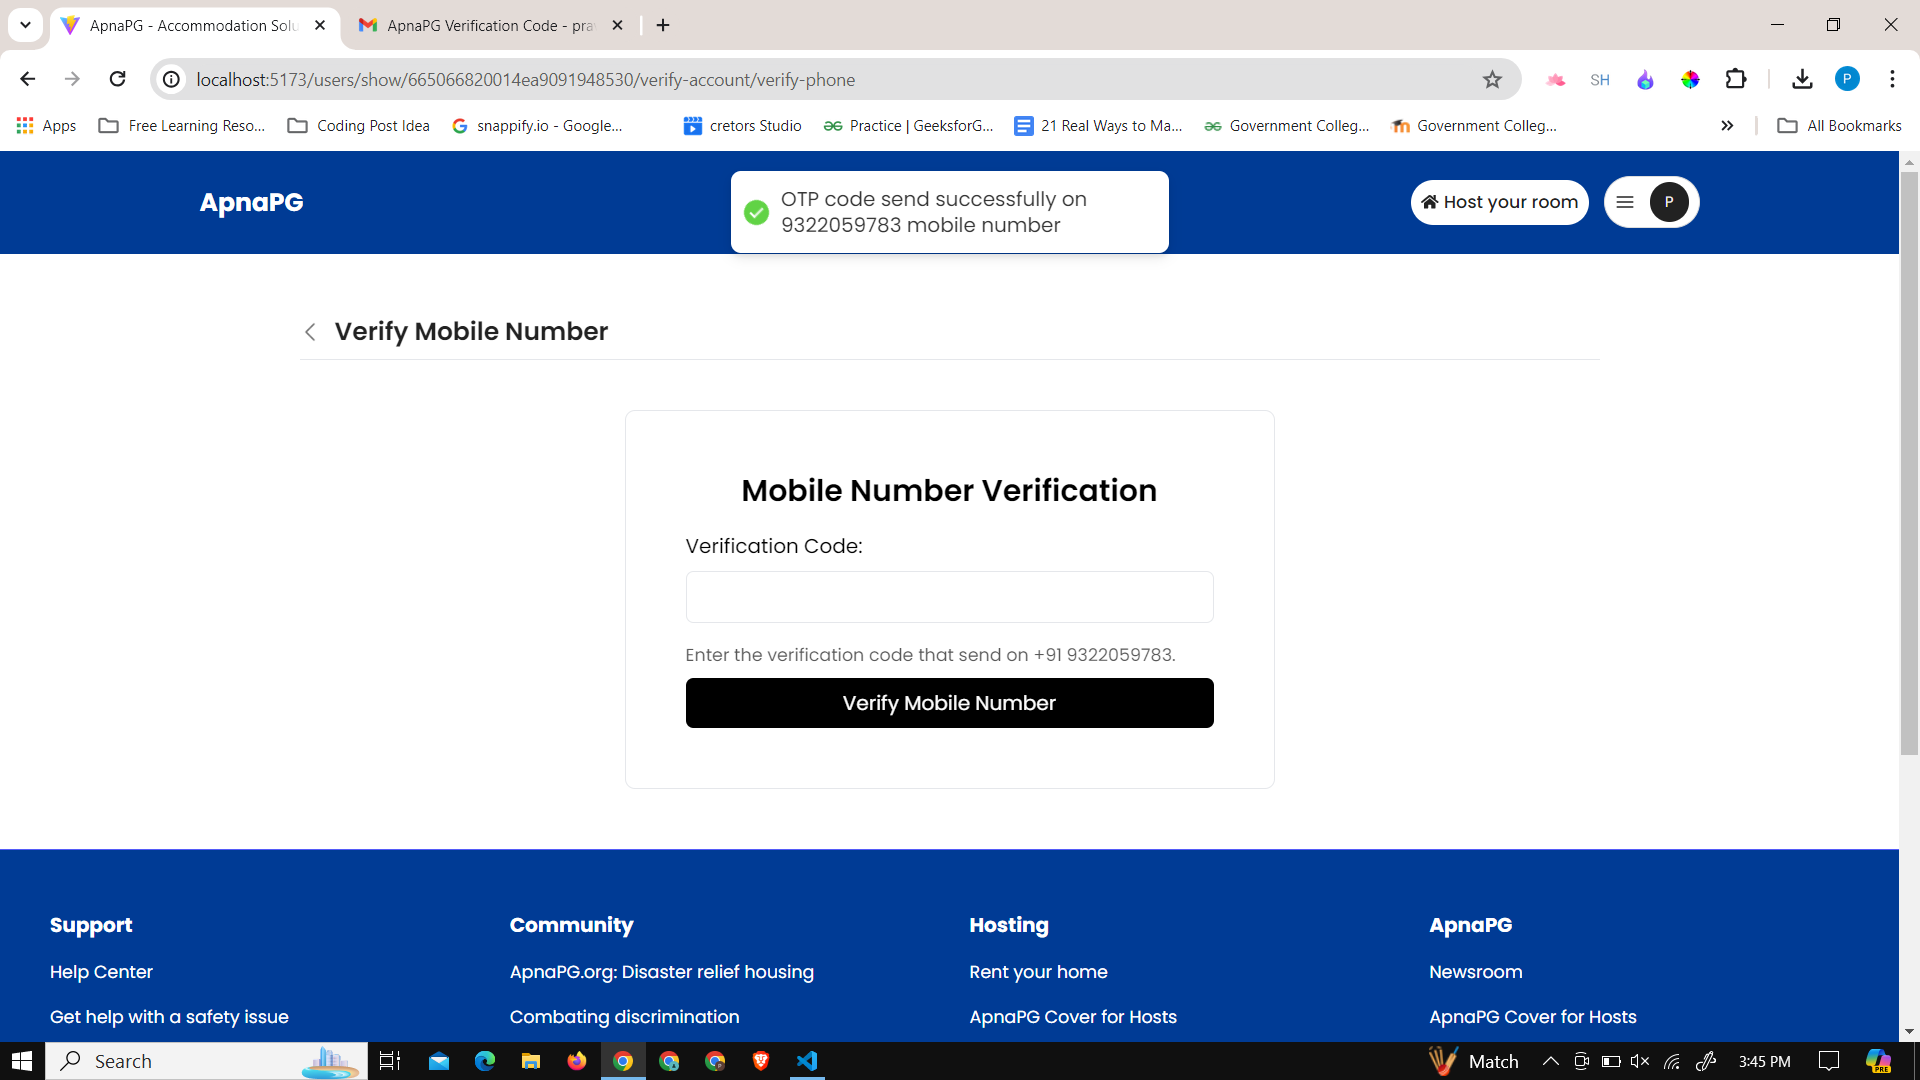 ApnaPG - Accommodation Solu
ApnaPG Verification Code - pra
localhost:5173/users/show/665066820014ea9091948530/verify-account/verify-phone
SH
P
Apps
Free Learning Reso...
Coding Post Idea
snappify.io - Google...
cretors Studio
Practice | GeeksforG...
21 Real Ways to Ma...
Government Colleg...
Government Colleg...
All Bookmarks
ApnaPG
OTP code send successfully on
9322059783 mobile number
Host your room
P
Verify Mobile Number
Mobile Number Verification
Verification Code:
Enter the verification code that send on +91 9322059783.
Verify Mobile Number
Support
Community
Hosting
ApnaPG
Help Center
ApnaPG.org: Disaster relief housing
Rent your home
Newsroom
Get help with a safety issue
Combating discrimination
ApnaPG Cover for Hosts
ApnaPG Cover for Hosts
Search
Match
3:45 PM
PRE